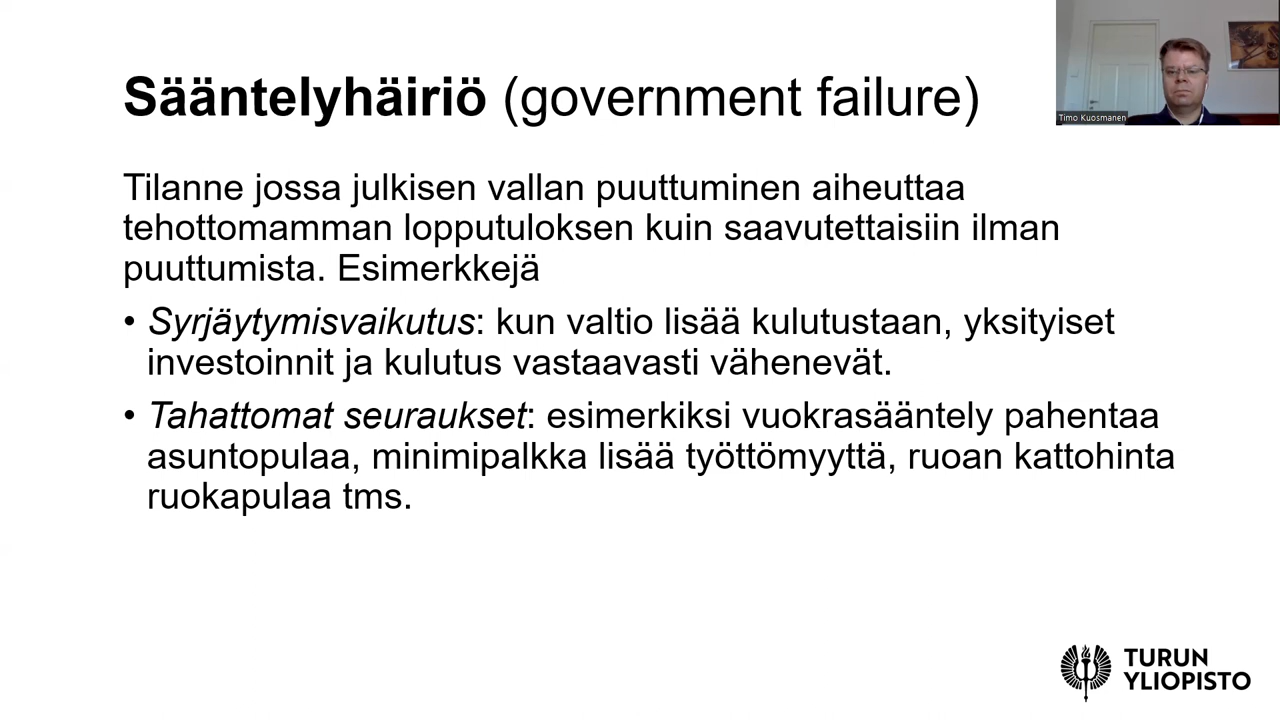 Sääntelyhäiriö (government failure)
Timo Kuosmanen
Tilanne jossa julkisen vallan puuttuminen aiheuttaa
tehottomamman lopputuloksen kuin saavutettaisiin ilman
puuttumista. Esimerkkejä
• Syrjäytymisvaikutus: kun valtio lisää kulutustaan, yksityiset
investoinnit ja kulutus vastaavasti vähenevät.
• Tahattomat seuraukset: esimerkiksi vuokrasääntely pahentaa
asuntopulaa, minimipalkka lisää työttömyyttä, ruoan kattohinta
ruokapulaa tms.
TURUN
YLIOPISTO